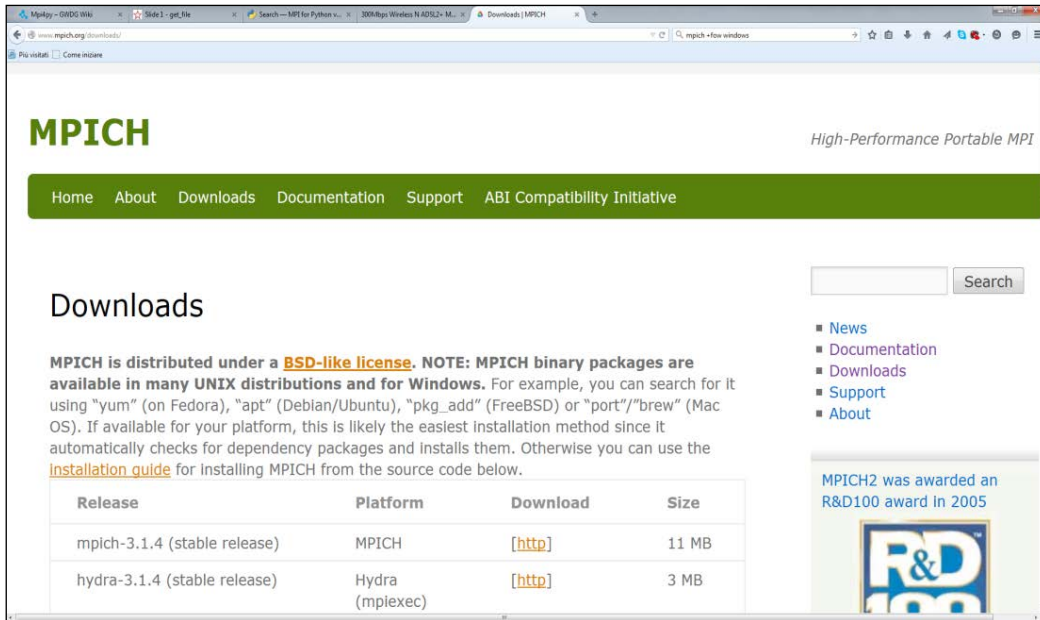 Mpi4py – GWDG Wiki
Slide 1 - get_file
Search — MPI for Python v...
300Mbps Wireless N ADSL2+ M...
Downloads | MPICH
www.mpich.org/downloads/
mpich +fow windows
Più visitati
Come iniziare
MPICH
High-Performance Portable MPI
Home About Downloads Documentation Support ABI Compatibility Initiative
Search
Downloads
MPICH is distributed under a BSD-like license. NOTE: MPICH binary packages are
available in many UNIX distributions and for Windows. For example, you can search for it
using “yum” (on Fedora), “apt” (Debian/Ubuntu), “pkg_add” (FreeBSD) or “port”/“brew” (Mac
OS). If available for your platform, this is likely the easiest installation method since it
automatically checks for dependency packages and installs them. Otherwise you can use the
installation guide for installing MPICH from the source code below.
Release Platform Download Size
mpich-3.1.4 (stable release) MPICH [http] 11 MB
hydra-3.1.4 (stable release) Hydra [http] 3 MB
(mpiexec)
News
Documentation
Downloads
Support
About
MPICH2 was awarded an
R&D100 award in 2005
R&D
100